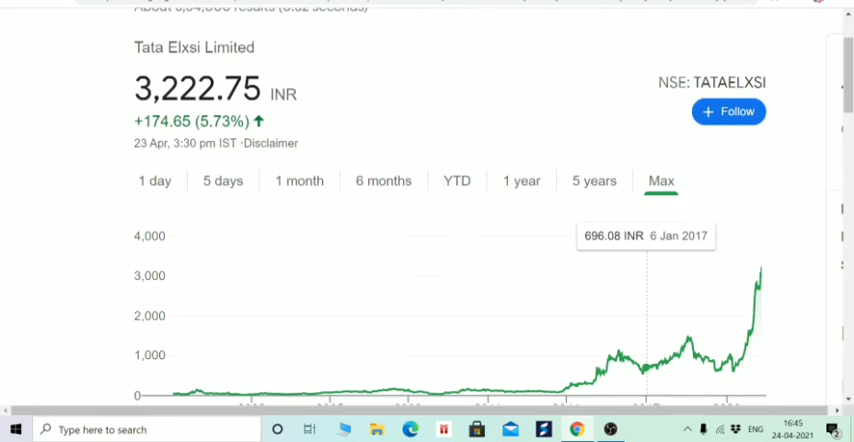 Tata Elxsi Limited
3,222.75 INR
+174.65 (5.73%) ↑
23 Apr, 3:30 pm IST ·Disclaimer
NSE: TATAELXSI
+ Follow
1 day 5 days 1 month 6 months YTD 1 year 5 years Max
696.08 INR 6 Jan 2017
4,000
3,000
2,000
1,000
0
Type here to search
ENG
16:45
24-04-2021
2